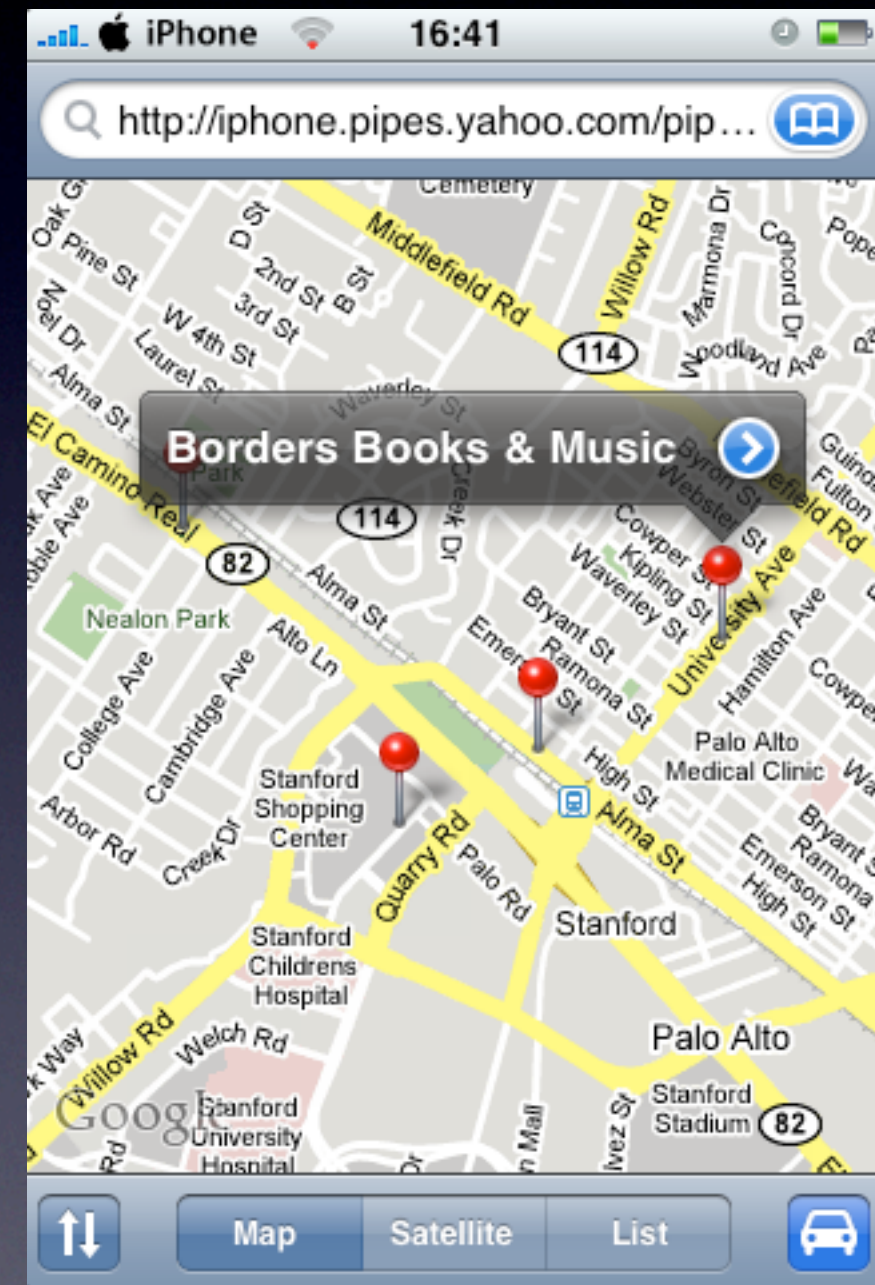 iPhone 16:41
http://iphone.pipes.yahoo.com/pip...
Cemetery
Oak
Pine St
D St
Middlefield Rd
Willow Rd
Marmona Dr
Concord Dr
Pope
2nd St
B St
3rd St
W 4th St
Laurel St
114
Woodland Ave
Alma St
Waverley St
El Camino Real
Borders Books & Music
Park
Byron St
Webster St
Fulton
Creek Dr
114
82
Cowper St
Kipling St
Waverley St
University Ave
Alma St
Nealon Park
Alto Ln
Bryant St
Ramona St
Emerson St
Hamilton Ave
College Ave
Cambridge Ave
Palo Alto
Medical Clinic
High St
Stanford
Shopping
Center
Alma St
Arbor Rd
Creek Dr
Quarry Rd
Palo Rd
Bryant
Ramona
Emerson St
High St
Stanford
Stanford
Childrens
Hospital
Welch Rd
Willow Rd
Palo Alto
Google
Stanford
University
Hospital
Stanford
Stadium
82
Map Satellite List